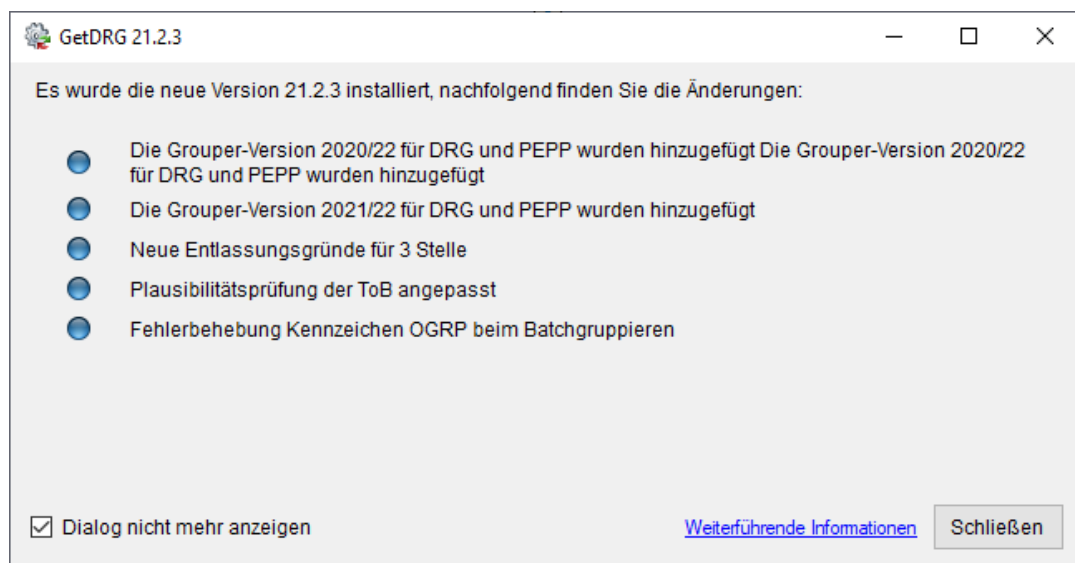 GetDRG 21.2.3
Es wurde die neue Version 21.2.3 installiert, nachfolgend finden Sie die Änderungen:
Die Grouper-Version 2020/22 für DRG und PEPP wurden hinzugefügt Die Grouper-Version 2020/22
für DRG und PEPP wurden hinzugefügt
Die Grouper-Version 2021/22 für DRG und PEPP wurden hinzugefügt
Neue Entlassungsgründe für 3 Stelle
Plausibilitätsprüfung der ToB angepasst
Fehlerbehebung Kennzeichen OGRP beim Batchgruppieren
Dialog nicht mehr anzeigen
Weiterführende Informationen
Schließen